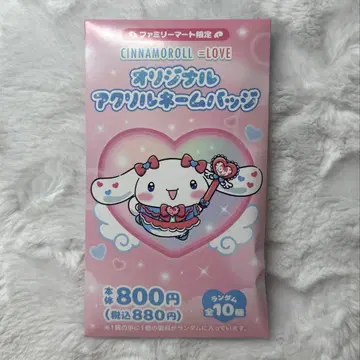 ファミリーマート限定
CINNAMOROLL =LOVE
オリジナル
アクリルネームバッジ
本体800円
(税込880円)
ランダム
全10種